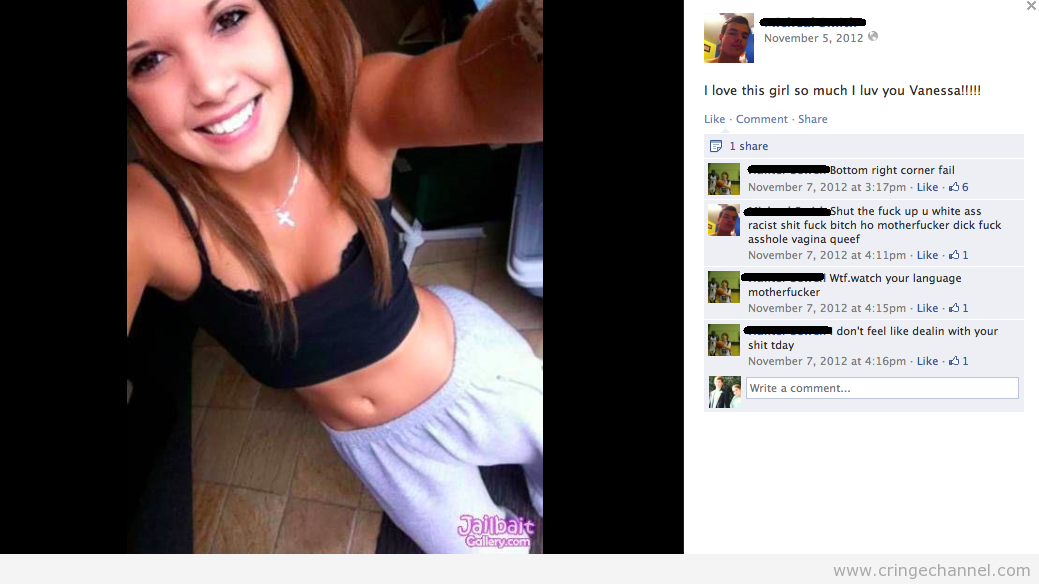 November 5, 2012
I love this girl so much I luv you Vanessa!!!!!
Like · Comment · Share
1 share
Bottom right corner fail
November 7, 2012 at 3:17pm · Like · 6
Shut the fuck up u white ass
racist shit fuck bitch ho motherfucker dick fuck
asshole vagina queef
November 7, 2012 at 4:11pm · Like · 1
Wtf.watch your language
motherfucker
November 7, 2012 at 4:15pm · Like · 1
I don't feel like dealin with your
shit tday
November 7, 2012 at 4:16pm · Like · 1
Write a comment...
Jailbait
Gallery.com
www.cringechannel.com